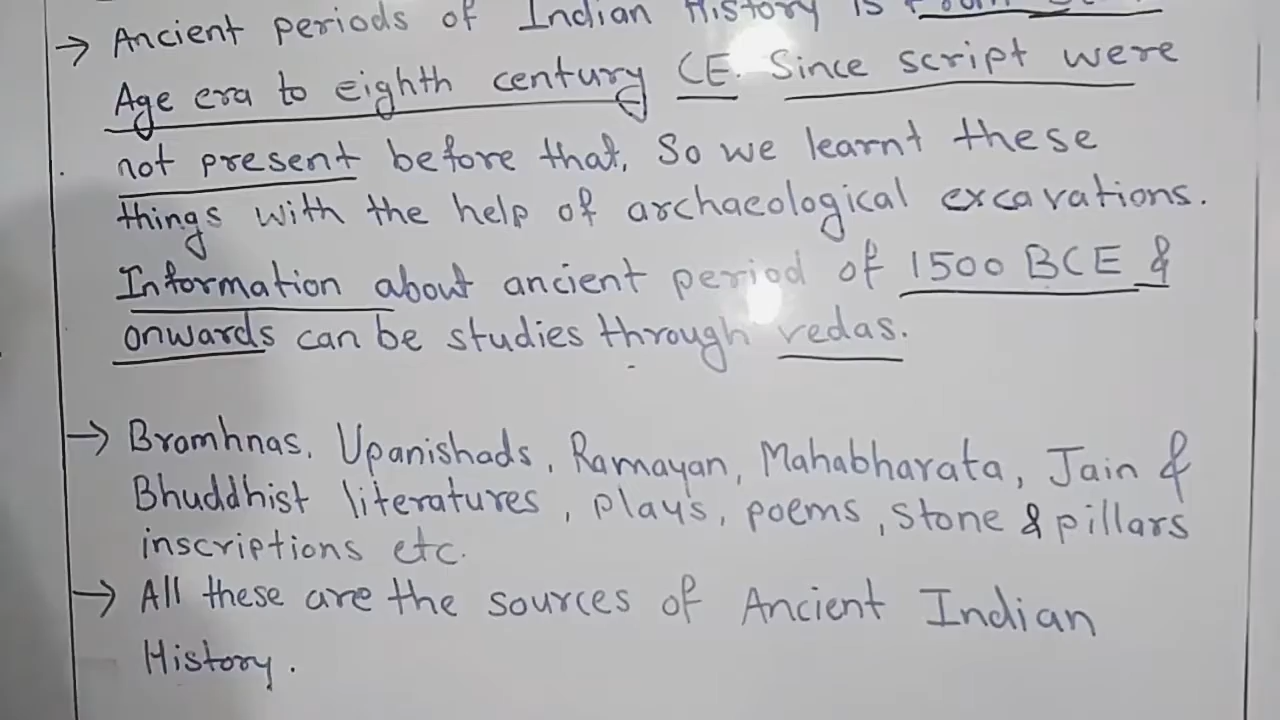 → Ancient periods of Indian History is
Age era to eighth century CE. Since script were
not present before that, So we learnt these
things with the help of archaeological excavations.
Information about ancient period of 1500 BCE &
onwards can be studies through vedas.
→ Bromhnas, Upanishads, Ramayan, Mahabharata, Jain &
Bhuddhist literatures, plays, poems, stone & pillars
inscriptions etc.
→ All these are the sources of Ancient Indian
History.